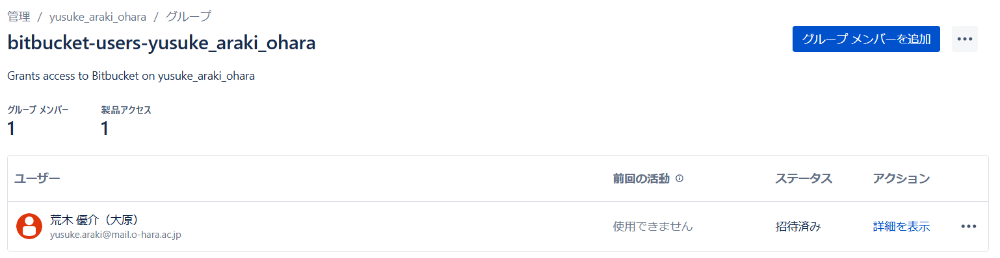 管理 / yusuke_araki_ohara / グループ
bitbucket-users-yusuke_araki_ohara
グループ メンバーを追加
Grants access to Bitbucket on yusuke_araki_ohara
グループ メンバー 製品アクセス
1 1
ユーザー 前回の活動 ステータス アクション
荒木 優介（大原）
yusuke.araki@mail.o-hara.ac.jp
使用できません 招待済み 詳細を表示